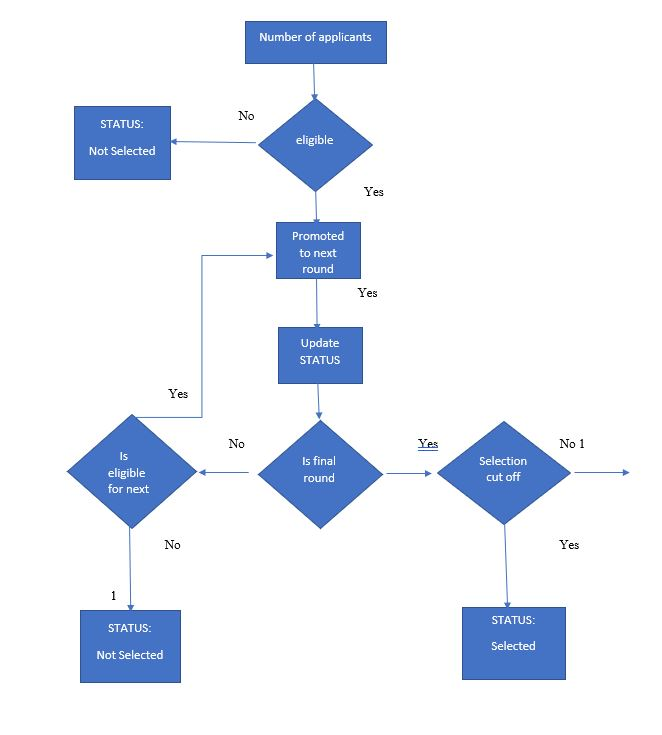 Number of applicants
No
STATUS:
Not Selected
eligible
Yes
Promoted
to next
round
Yes
Update
STATUS
Yes
No
Is
eligible
for next
Is final
round
Yes
Selection
cut off
No 1
No
Yes
1
STATUS:
Not Selected
STATUS:
Selected